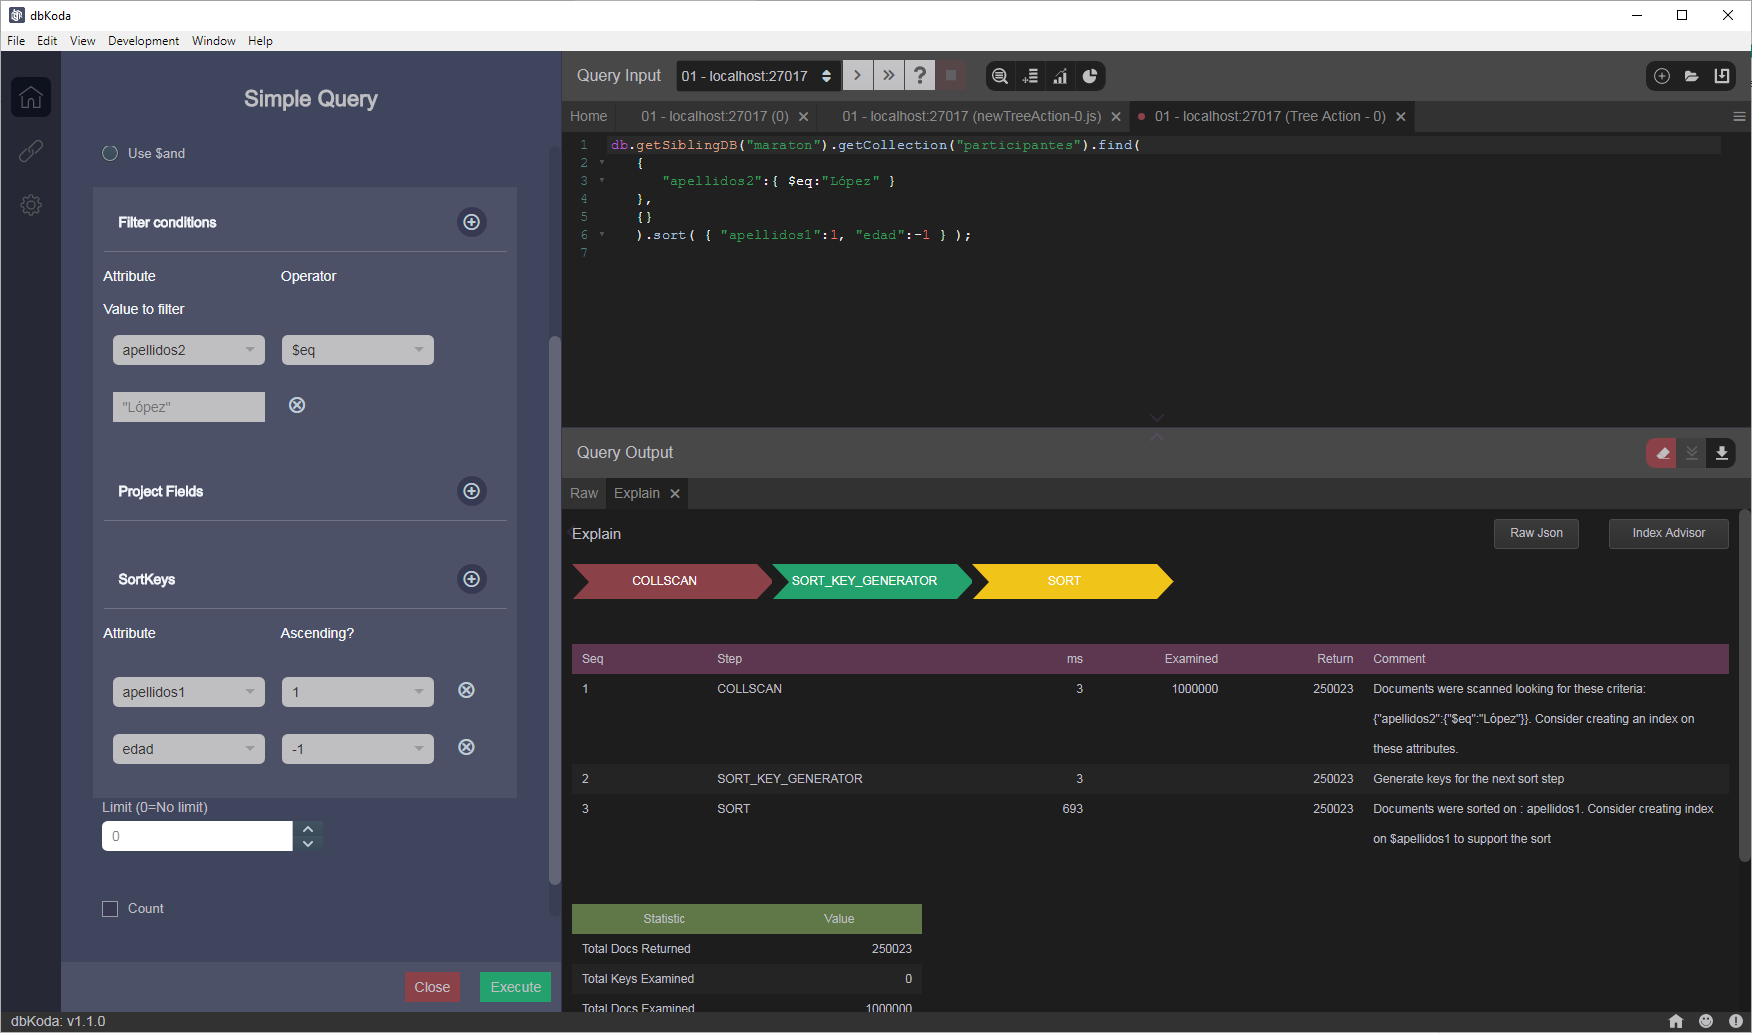 dbKoda
File Edit View Development Window Help
Simple Query
Use $and
Filter conditions
Attribute Operator
Value to filter
apellidos2 $eq
"López"
Project Fields
SortKeys
Attribute Ascending?
apellidos1 1
edad -1
Limit (0=No limit)
0
Count
Close Execute
Query Input 01 - localhost:27017
Home 01 - localhost:27017 (0) 01 - localhost:27017 (newTreeAction-0.js) 01 - localhost:27017 (Tree Action - 0)
1 db.getSiblingDB("maraton").getCollection("participantes").find(
2 {
3 "apellidos2":{ $eq:"López" }
4 },
5 {}
6 ).sort( { "apellidos1":1, "edad":-1 } );
7
Query Output
Raw Explain
Explain Raw Json Index Advisor
COLLSCAN SORT_KEY_GENERATOR SORT
Seq Step ms Examined Return Comment
1 COLLSCAN 3 1000000 250023 Documents were scanned looking for these criteria:
{"apellidos2":{"$eq":"López"}}. Consider creating an index on
these attributes.
2 SORT_KEY_GENERATOR 3 250023 Generate keys for the next sort step
3 SORT 693 250023 Documents were sorted on : apellidos1. Consider creating index
on $apellidos1 to support the sort
Statistic Value
Total Docs Returned 250023
Total Keys Examined 0
Total Docs Examined 1000000
dbKoda: v1.1.0